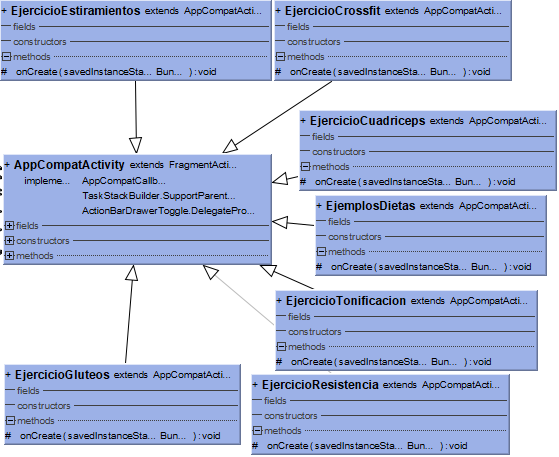 + EjercicioEstiramientos extends AppCompatActi...
fields
constructors
methods
# onCreate ( savedInstanceSta... Bun... ) : void
+ EjercicioCrossfit extends AppCompatActi...
fields
constructors
methods
# onCreate ( savedInstanceSta... Bun... ) : void
+ EjercicioCuadriceps extends AppCompatActi...
fields
constructors
methods
# onCreate ( savedInstanceSta... Bun... ) : void
+ AppCompatActivity extends FragmentActi...
impleme... AppCompatCallb...
TaskStackBuilder.SupportParent...
ActionBarDrawerToggle.DelegatePro...
fields
constructors
methods
+ EjemplosDietas extends AppCompatActi...
fields
constructors
methods
# onCreate ( savedInstanceSta... Bun... ) : void
+ EjercicioTonificacion extends AppCompatActi...
fields
constructors
methods
# onCreate ( savedInstanceSta... Bun... ) : void
+ EjercicioGluteos extends AppCompatActi...
fields
constructors
methods
# onCreate ( savedInstanceSta... Bun... ) : void
+ EjercicioResistencia extends AppCompatActi...
fields
constructors
methods
# onCreate ( savedInstanceSta... Bun... ) : void